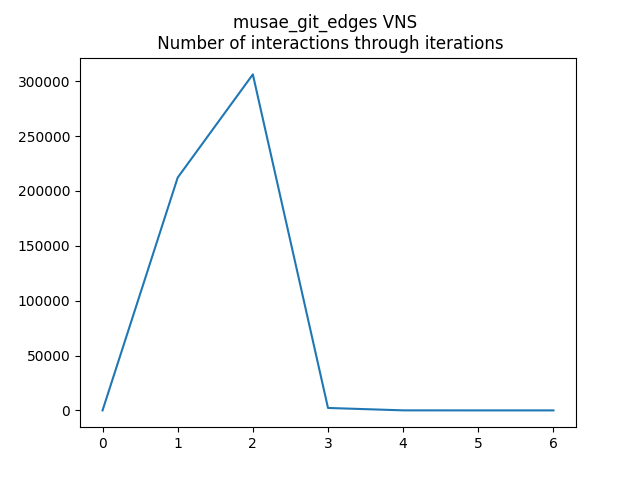 musae_git_edges VNS
Number of interactions through iterations
300000
250000
200000
150000
100000
50000
0
0 1 2 3 4 5 6